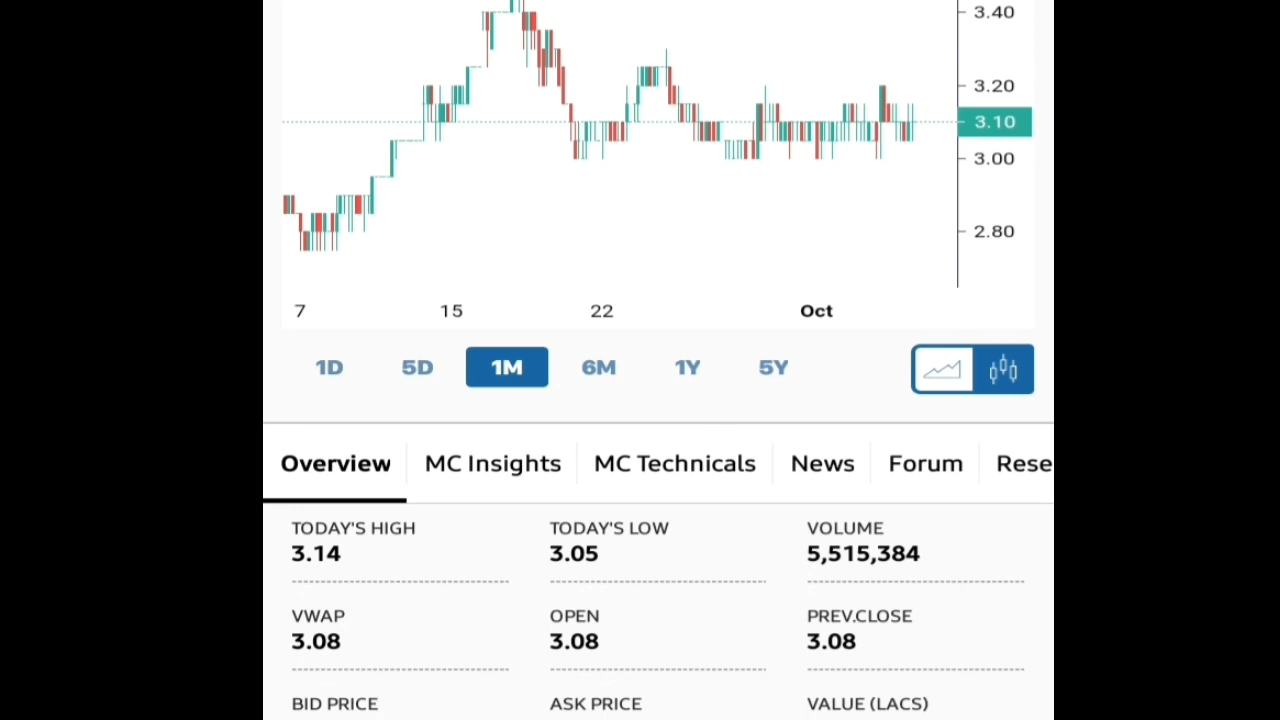 3.40
3.20
3.10
3.00
2.80
7 15 22 Oct
1D 5D 1M 6M 1Y 5Y
Overview MC Insights MC Technicals News Forum Rese
TODAY'S HIGH TODAY'S LOW VOLUME
3.14 3.05 5,515,384
VWAP OPEN PREV.CLOSE
3.08 3.08 3.08
BID PRICE ASK PRICE VALUE (LACS)